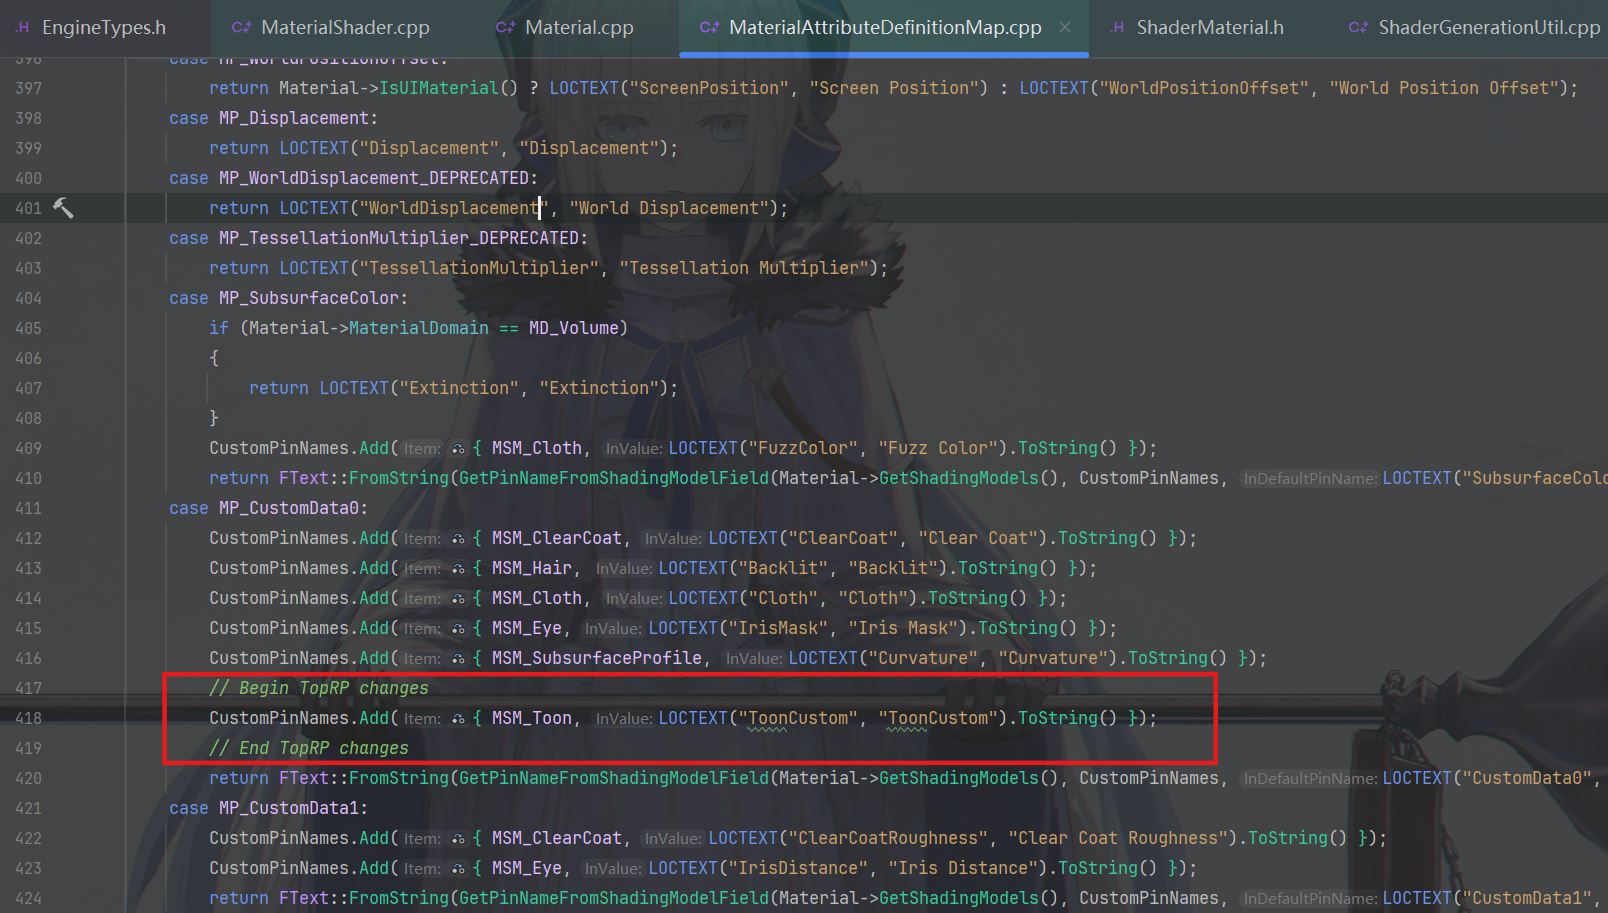 .H EngineTypes.h C++ MaterialShader.cpp C++ Material.cpp C++ MaterialAttributeDefinitionMap.cpp × .H ShaderMaterial.h C++ ShaderGenerationUtil.cpp
396 case MP_WorldPositionOffset:
397 return Material->IsUIMaterial() ? LOCTEXT("ScreenPosition", "Screen Position") : LOCTEXT("WorldPositionOffset", "World Position Offset");
398 case MP_Displacement:
399 return LOCTEXT("Displacement", "Displacement");
400 case MP_WorldDisplacement_DEPRECATED:
401 return LOCTEXT("WorldDisplacement", "World Displacement");
402 case MP_TessellationMultiplier_DEPRECATED:
403 return LOCTEXT("TessellationMultiplier", "Tessellation Multiplier");
404 case MP_SubsurfaceColor:
405 if (Material->MaterialDomain == MD_Volume)
406 {
407 return LOCTEXT("Extinction", "Extinction");
408 }
409 CustomPinNames.Add( Item: { MSM_Cloth, InValue: LOCTEXT("FuzzColor", "Fuzz Color").ToString() });
410 return FText::FromString(GetPinNameFromShadingModelField(Material->GetShadingModels(), CustomPinNames, InDefaultPinName: LOCTEXT("SubsurfaceColo
411 case MP_CustomData0:
412 CustomPinNames.Add( Item: { MSM_ClearCoat, InValue: LOCTEXT("ClearCoat", "Clear Coat").ToString() });
413 CustomPinNames.Add( Item: { MSM_Hair, InValue: LOCTEXT("Backlit", "Backlit").ToString() });
414 CustomPinNames.Add( Item: { MSM_Cloth, InValue: LOCTEXT("Cloth", "Cloth").ToString() });
415 CustomPinNames.Add( Item: { MSM_Eye, InValue: LOCTEXT("IrisMask", "Iris Mask").ToString() });
416 CustomPinNames.Add( Item: { MSM_SubsurfaceProfile, InValue: LOCTEXT("Curvature", "Curvature").ToString() });
417 // Begin TopRP changes
418 CustomPinNames.Add( Item: { MSM_Toon, InValue: LOCTEXT("ToonCustom", "ToonCustom").ToString() });
419 // End TopRP changes
420 return FText::FromString(GetPinNameFromShadingModelField(Material->GetShadingModels(), CustomPinNames, InDefaultPinName: LOCTEXT("CustomData0",
421 case MP_CustomData1:
422 CustomPinNames.Add( Item: { MSM_ClearCoat, InValue: LOCTEXT("ClearCoatRoughness", "Clear Coat Roughness").ToString() });
423 CustomPinNames.Add( Item: { MSM_Eye, InValue: LOCTEXT("IrisDistance", "Iris Distance").ToString() });
424 return FText::FromString(GetPinNameFromShadingModelField(Material->GetShadingModels(), CustomPinNames, InDefaultPinName: LOCTEXT("CustomData1",